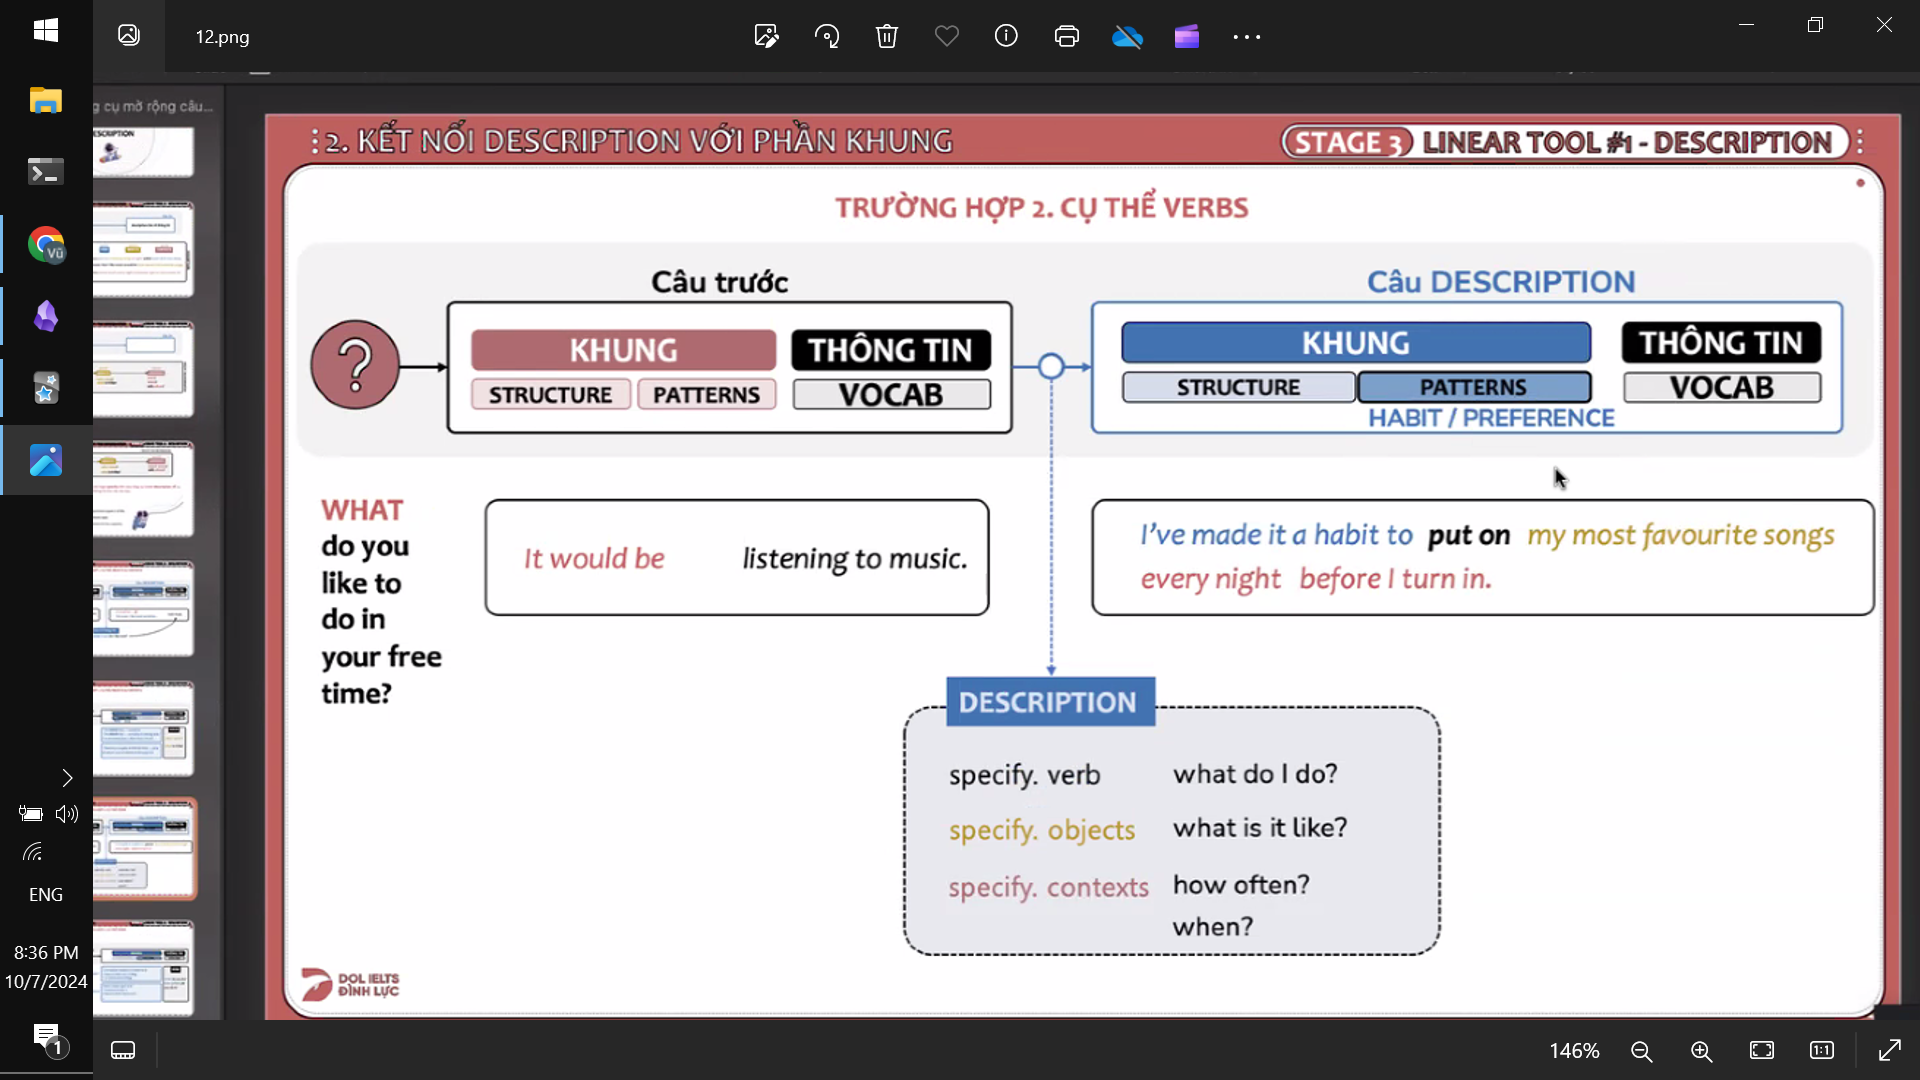 12.png
g cụ mở rộng câu...
2. KẾT NỐI DESCRIPTION VỚI PHẦN KHUNG
STAGE 3 LINEAR TOOL #1 - DESCRIPTION
TRƯỜNG HỢP 2. CỤ THỂ VERBS
Câu trước
Câu DESCRIPTION
?
KHUNG THÔNG TIN
STRUCTURE PATTERNS VOCAB
KHUNG THÔNG TIN
STRUCTURE PATTERNS VOCAB
HABIT / PREFERENCE
WHAT
do you
like to
do in
your free
time?
It would be listening to music.
I've made it a habit to put on my most favourite songs
every night before I turn in.
DESCRIPTION
specify. verb what do I do?
specify. objects what is it like?
specify. contexts how often?
when?
DOL IELTS
ĐÌNH LỰC
Vũ
ENG
8:36 PM
10/7/2024
1
146%
1:1